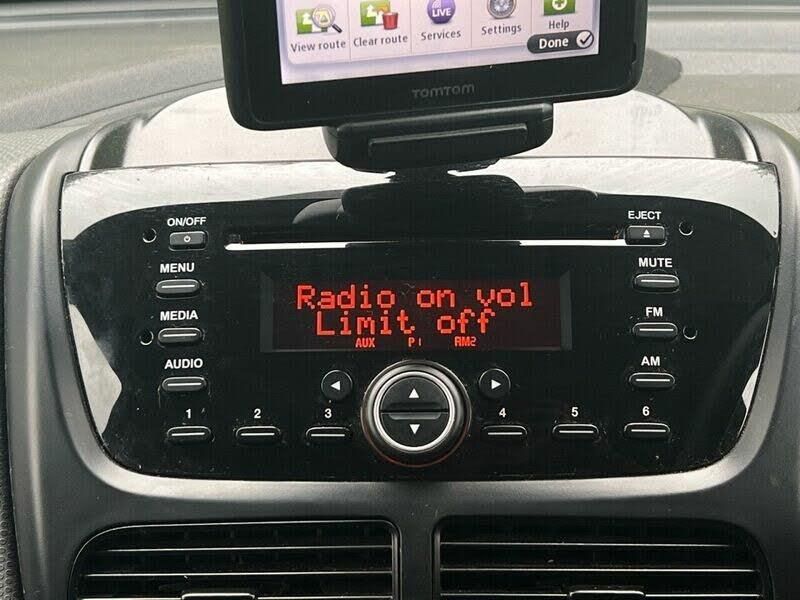 View route
Clear route
Services
Settings
Help
LIVE
Done
TOMTOM
ON/OFF
EJECT
MENU
MUTE
MEDIA
FM
AUDIO
AM
Radio on vol
Limit off
AUX
1
2
3
4
5
6